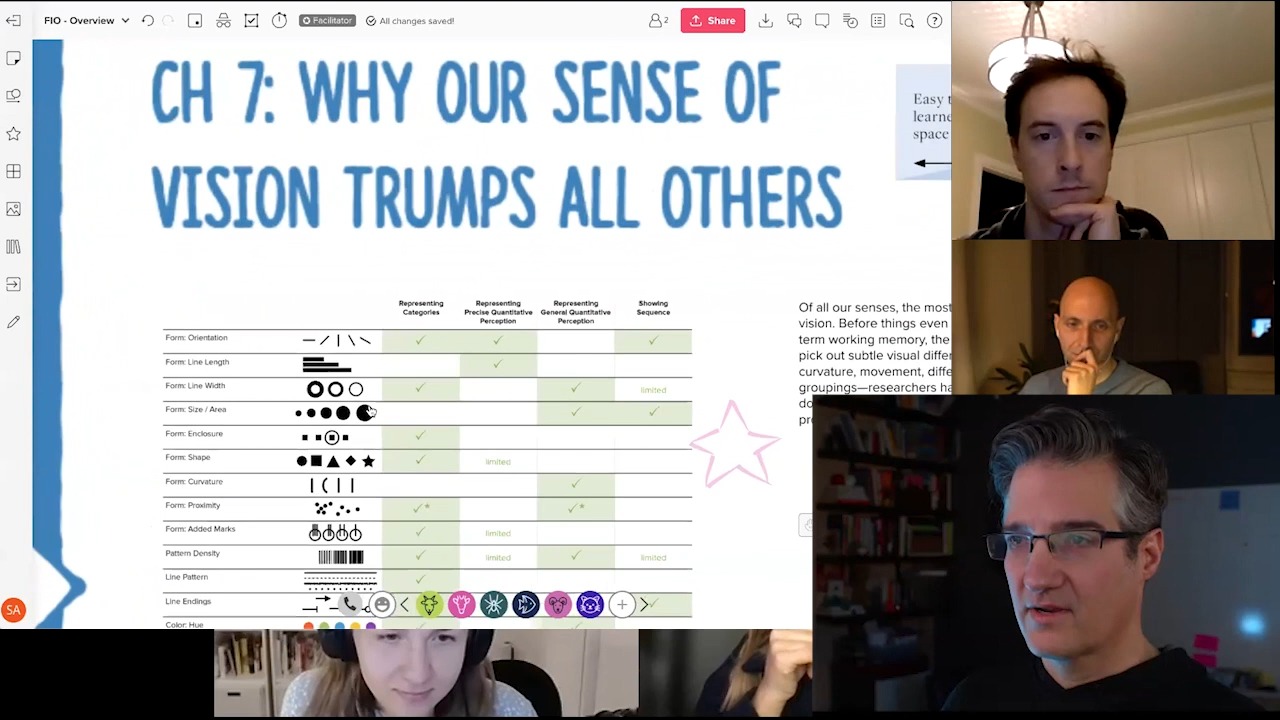 FIO - Overview
Facilitator
All changes saved!
2
Share
CH 7: WHY OUR SENSE OF
VISION TRUMPS ALL OTHERS
Easy
learne
space
Representing
Categories
Representing
Precise Quantitative
Perception
Representing
General Quantitative
Perception
Showing
Sequence
Form: Orientation ✓ ✓ ✓
Form: Line Length ✓
Form: Line Width ✓ ✓ limited
Form: Size / Area ✓ ✓
Form: Enclosure ✓
Form: Shape ✓ limited
Form: Curvature ✓
Form: Proximity ✓* ✓*
Form: Added Marks ✓ limited
Pattern Density ✓ limited ✓ limited
Line Pattern ✓
Line Endings ✓
Color: Hue
Of all our senses, the most
vision. Before things even
term working memory, the
pick out subtle visual differ
curvature, movement, diffe
groupings—researchers ha
do
pre
SA